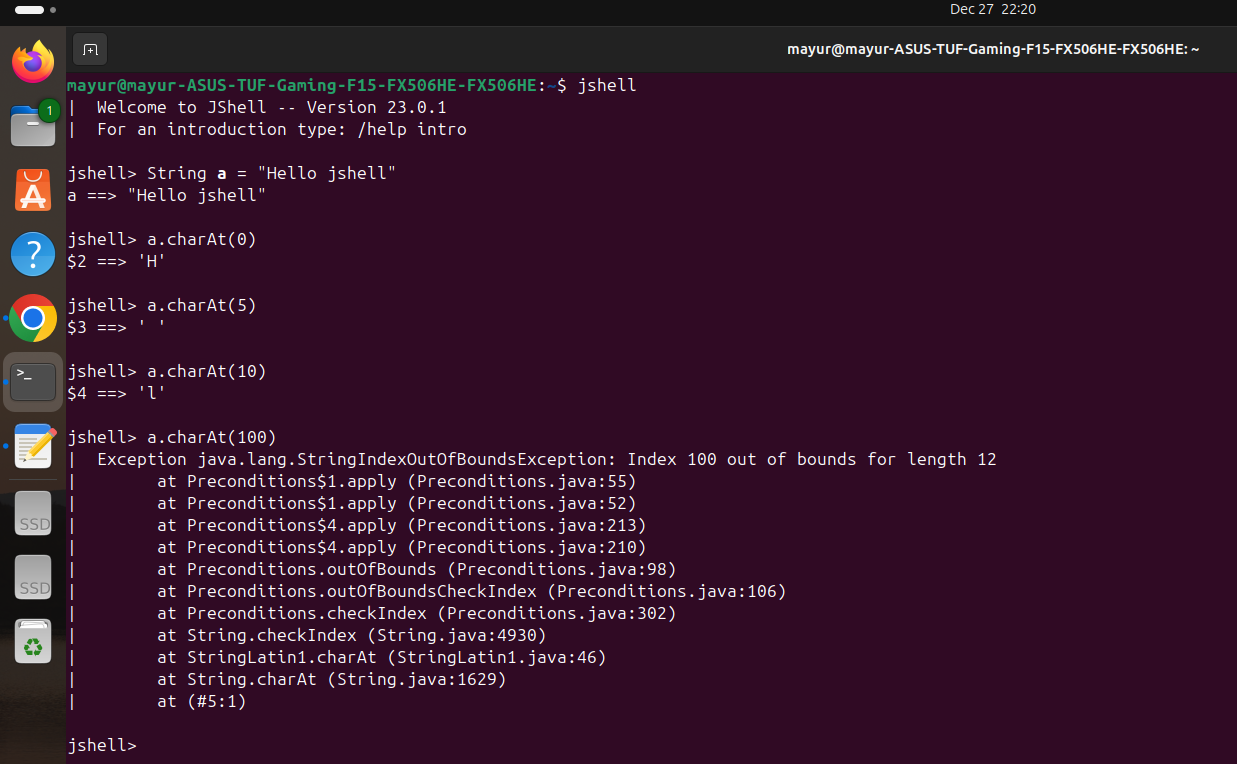 Dec 27 22:20
mayur@mayur-ASUS-TUF-Gaming-F15-FX506HE-FX506HE: ~
mayur@mayur-ASUS-TUF-Gaming-F15-FX506HE-FX506HE:~$ jshell
|  Welcome to JShell -- Version 23.0.1
|  For an introduction type: /help intro
jshell> String a = "Hello jshell"
a ==> "Hello jshell"
jshell> a.charAt(0)
$2 ==> 'H'
jshell> a.charAt(5)
$3 ==> ' '
jshell> a.charAt(10)
$4 ==> 'l'
jshell> a.charAt(100)
|  Exception java.lang.StringIndexOutOfBoundsException: Index 100 out of bounds for length 12
|        at Preconditions$1.apply (Preconditions.java:55)
|        at Preconditions$1.apply (Preconditions.java:52)
|        at Preconditions$4.apply (Preconditions.java:213)
|        at Preconditions$4.apply (Preconditions.java:210)
|        at Preconditions.outOfBounds (Preconditions.java:98)
|        at Preconditions.outOfBoundsCheckIndex (Preconditions.java:106)
|        at Preconditions.checkIndex (Preconditions.java:302)
|        at String.checkIndex (String.java:4930)
|        at StringLatin1.charAt (StringLatin1.java:46)
|        at String.charAt (String.java:1629)
|        at (#5:1)
jshell>
1
A
?
>_
SSD
SSD